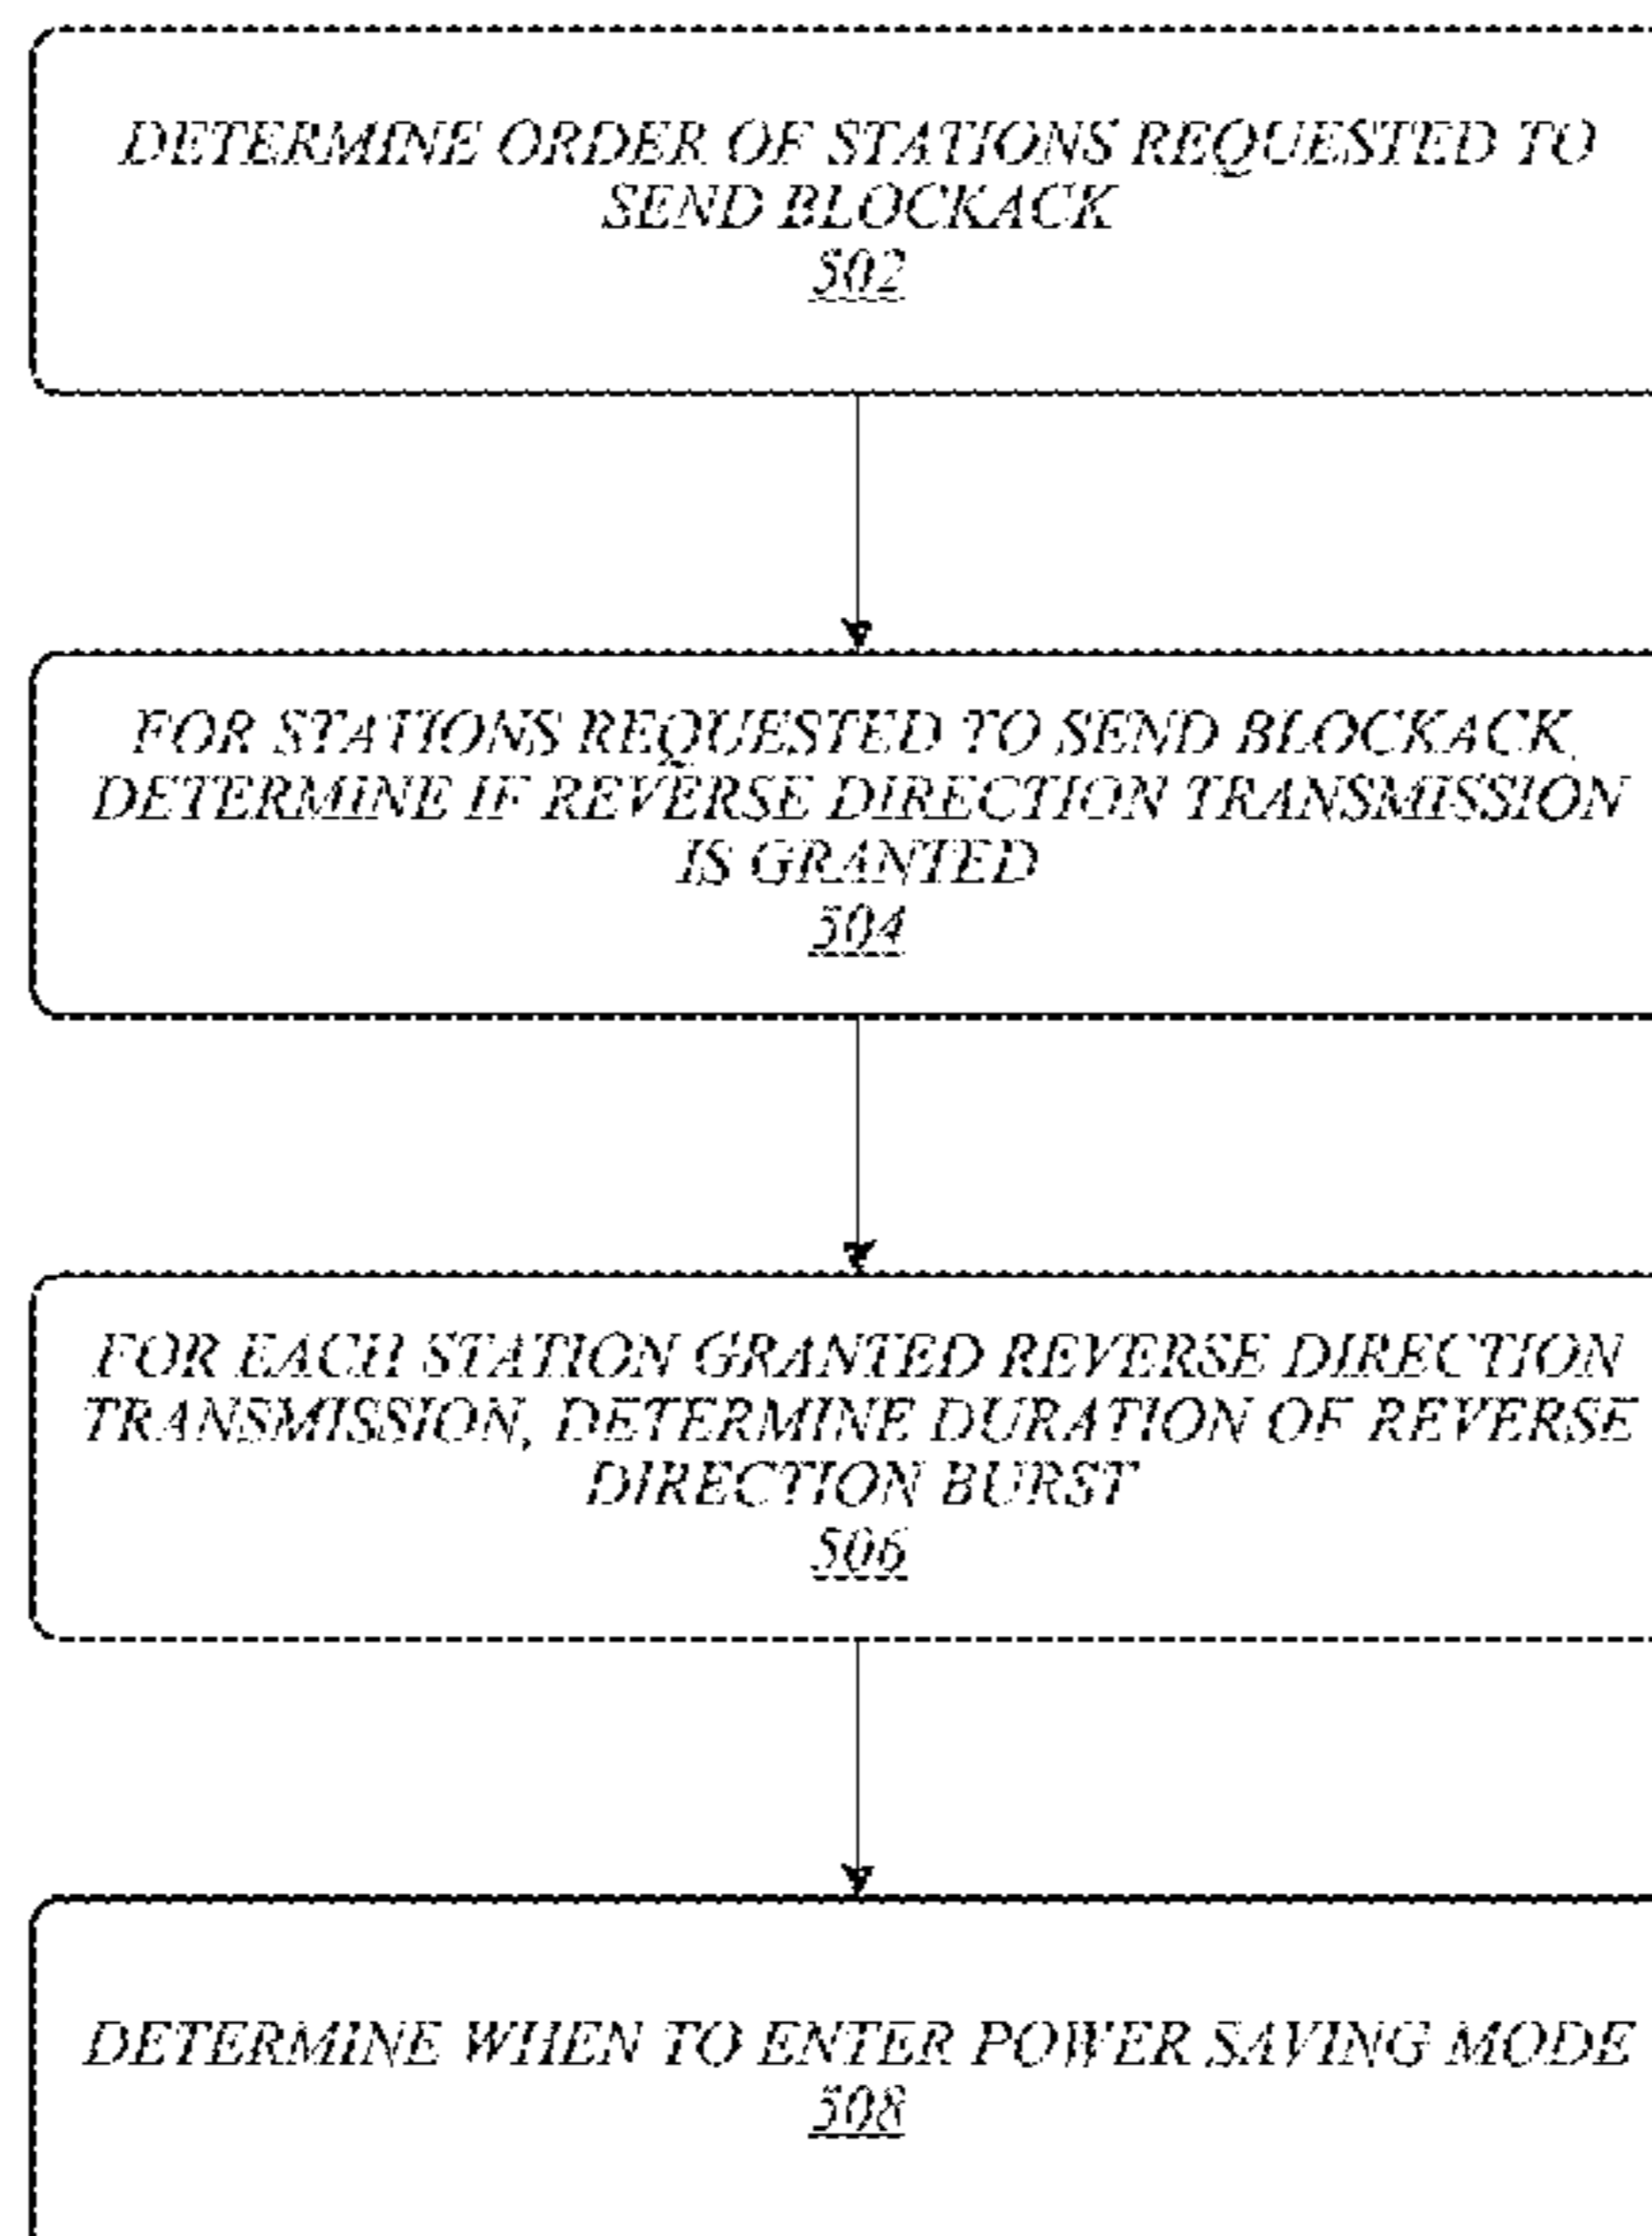 DETERMINE ORDER OF STATIONS REQUESTED TO
SEND BLOCKACK
502
FOR STATIONS REQUESTED TO SEND BLOCKACK,
DETERMINE IF REVERSE DIRECTION TRANSMISSION
IS GRANTED
504
FOR EACH STATION GRANTED REVERSE DIRECTION
TRANSMISSION, DETERMINE DURATION OF REVERSE
DIRECTION BURST
506
DETERMINE WHEN TO ENTER POWER SAVING MODE
508